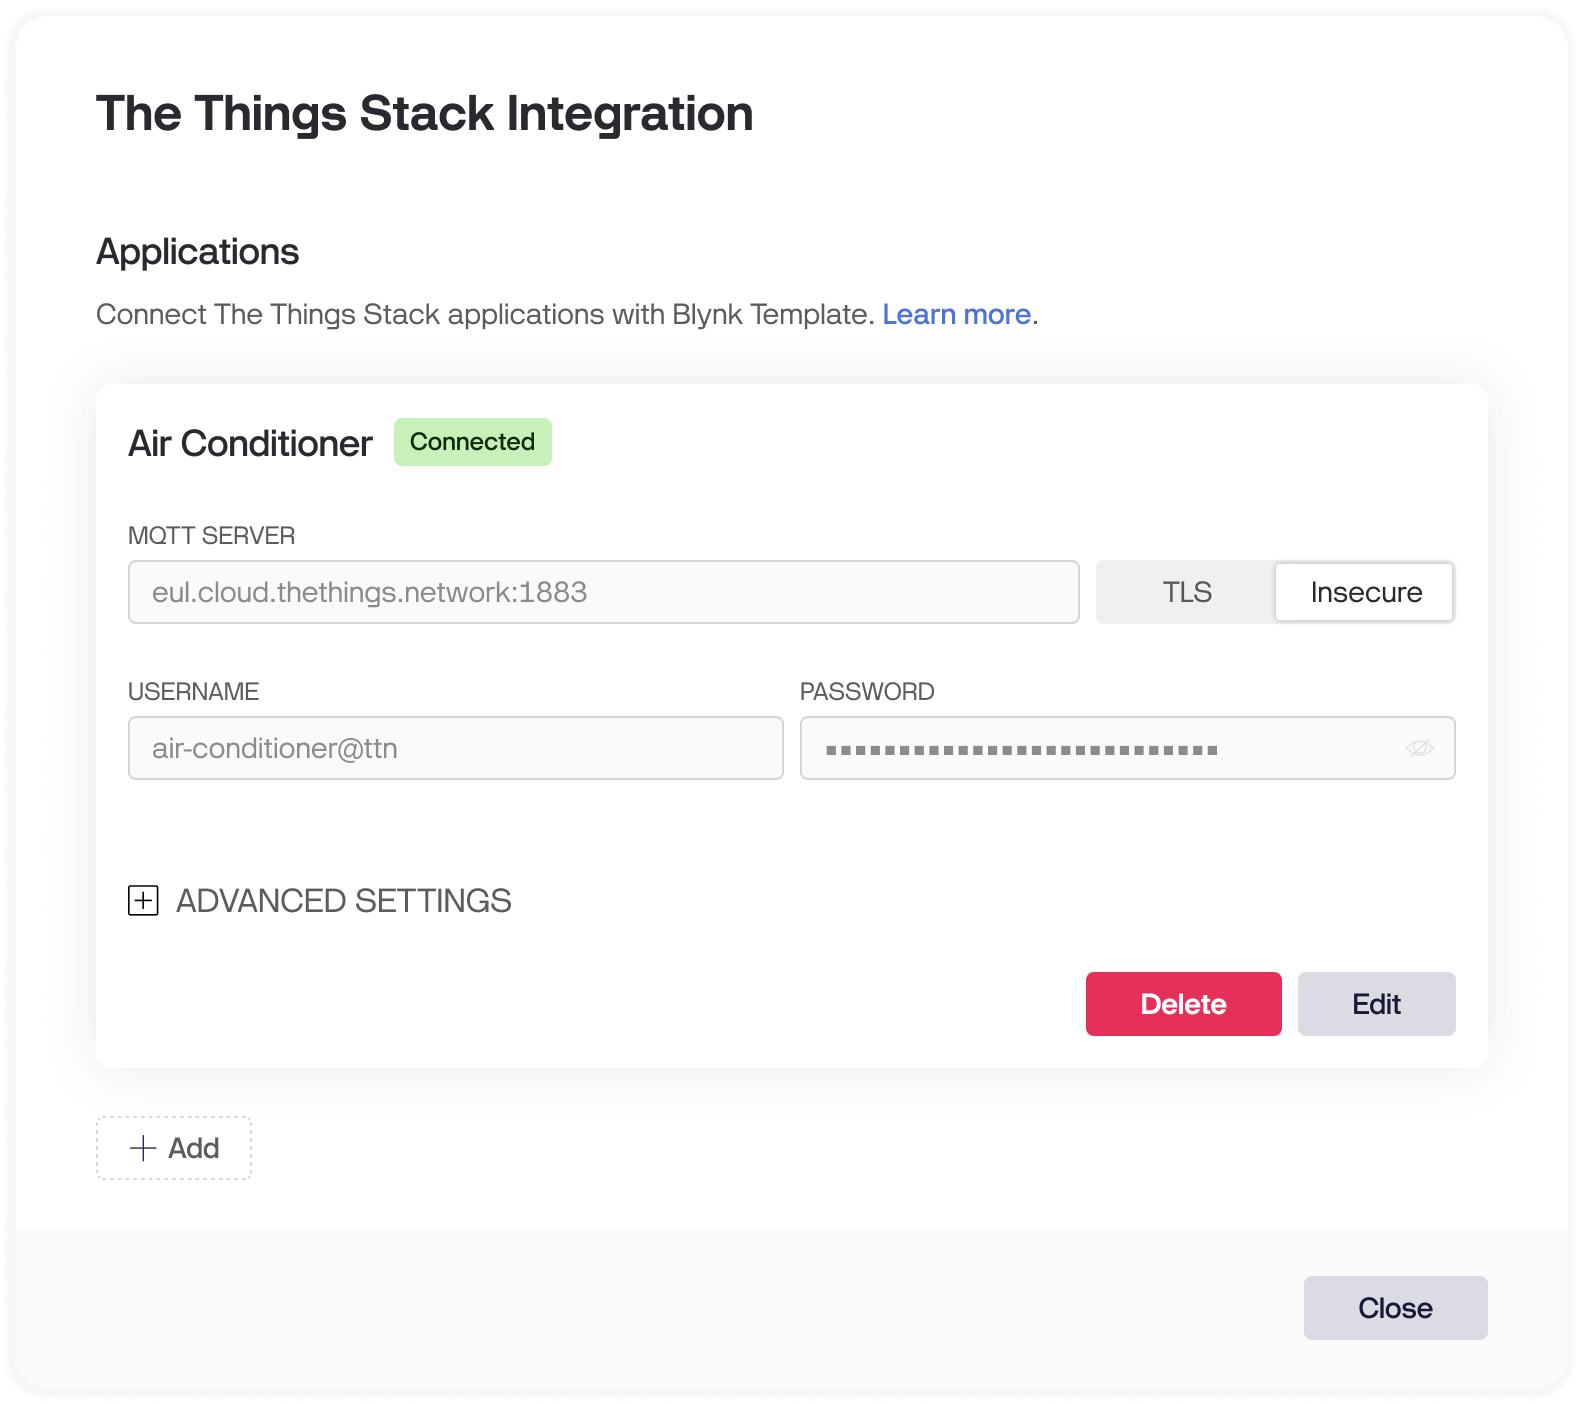 The Things Stack Integration
Applications
Connect The Things Stack applications with Blynk Template. Learn more.
Air Conditioner Connected
MQTT SERVER
eul.cloud.thethings.network:1883 TLS Insecure
USERNAME PASSWORD
air-conditioner@ttn
ADVANCED SETTINGS
Delete Edit
Add
Close